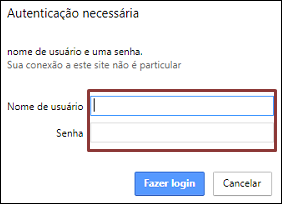 Autenticação necessária
nome de usuário e uma senha.
Sua conexão a este site não é particular
Nome de usuário
Senha
Fazer login
Cancelar